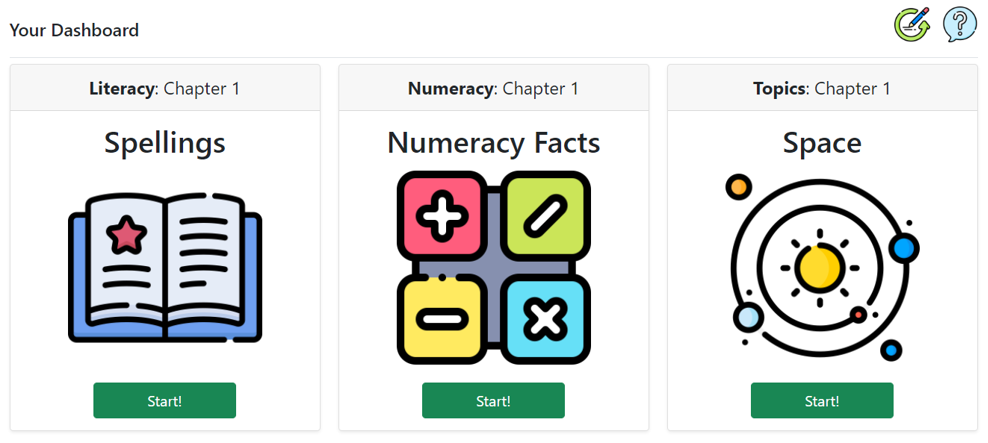 Your Dashboard
Literacy: Chapter 1
Spellings
Start!
Numeracy: Chapter 1
Numeracy Facts
Start!
Topics: Chapter 1
Space
Start!